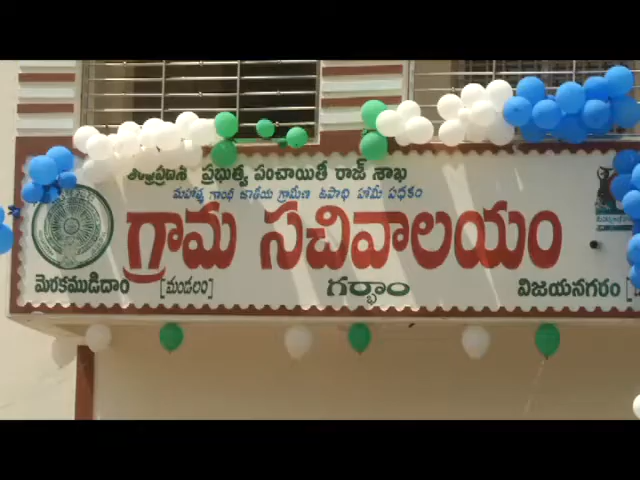 ఆంధ్రప్రదేశ్ ప్రభుత్వ పంచాయితీ రాజ్ శాఖ
మహాత్మ గాంధీ జాతీయ గ్రామీణ ఉపాధి హామీ పథకం
గ్రామ సచివాలయం
మెరకముడిదాం [మండలం] గర్భాం విజయనగరం